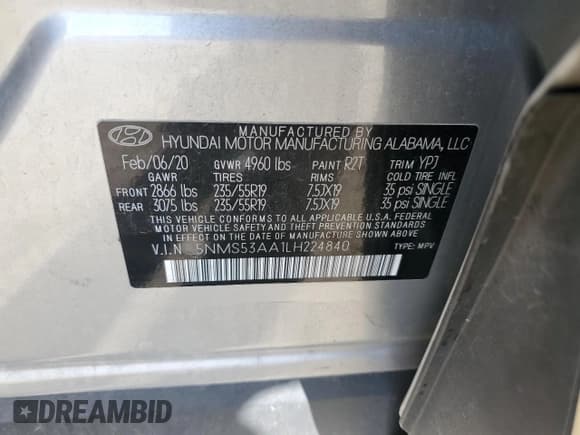 MANUFACTURED BY
HYUNDAI MOTOR MANUFACTURING ALABAMA, LLC
Feb/06/20 GVWR 4960 lbs PAINT R2T TRIM YPJ
GAWR TIRES RIMS COLD TIRE INFL
FRONT 2866 lbs 235/55R19 7.5JX19 35 psi SINGLE
REAR 3075 lbs 235/55R19 7.5JX19 35 psi SINGLE
THIS VEHICLE CONFORMS TO ALL APPLICABLE U.S.A. FEDERAL
MOTOR VEHICLE SAFETY, BUMPER, AND THEFT PREVENTION
STANDARDS IN EFFECT ON THE DATE OF MANUFACTURE SHOWN ABOVE.
V.I.N 5NMS53AA1LH224840 TYPE: MPV
DREAMBID